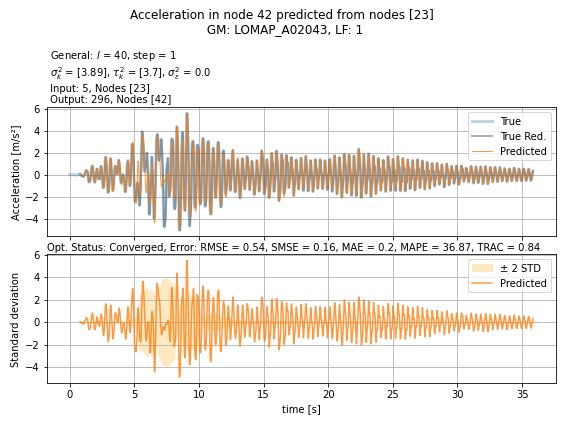 Acceleration in node 42 predicted from nodes [23]
GM: LOMAP_A02043, LF: 1
General: l = 40, step = 1
σ²ₖ = [3.89], τ²ₖ = [3.7], σ²ε = 0.0
Input: 5, Nodes [23]
Output: 296, Nodes [42]
Acceleration [m/s²]
6
4
2
0
−2
−4
True
True Red.
Predicted
Opt. Status: Converged, Error: RMSE = 0.54, SMSE = 0.16, MAE = 0.2, MAPE = 36.87, TRAC = 0.84
Standard deviation
6
4
2
0
−2
−4
± 2 STD
Predicted
0 5 10 15 20 25 30 35
time [s]